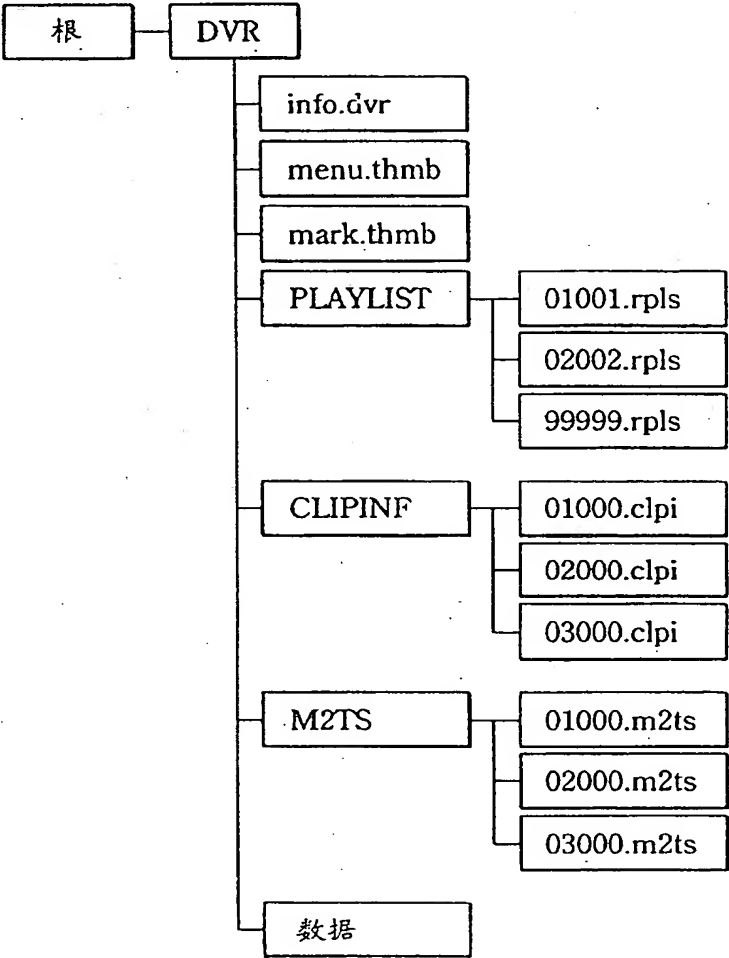 根
DVR
info.dvr
menu.thmb
mark.thmb
PLAYLIST
01001.rpls
02002.rpls
99999.rpls
CLIPINF
01000.clpi
02000.clpi
03000.clpi
M2TS
01000.m2ts
02000.m2ts
03000.m2ts
数据